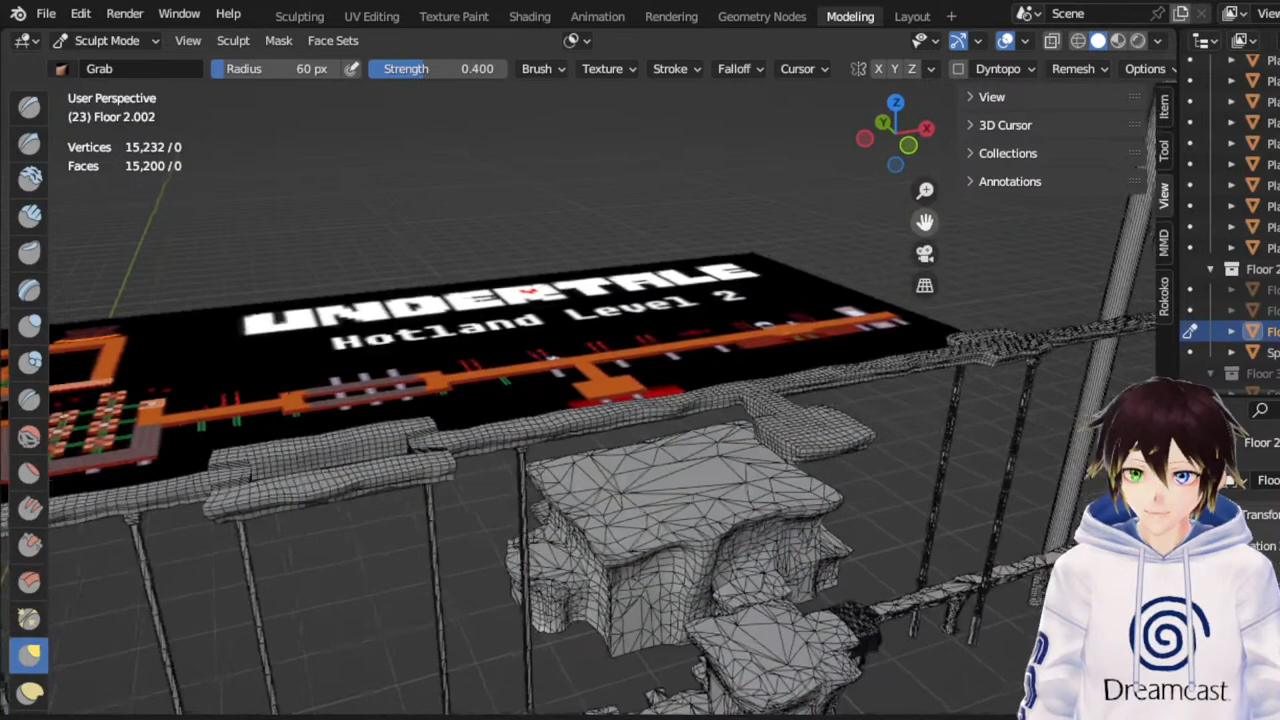 File Edit Render Window Help Sculpting UV Editing Texture Paint Shading Animation Rendering Geometry Nodes Modeling Layout + Scene
Sculpt Mode View Sculpt Mask Face Sets
Grab Radius 60 px Strength 0.400 Brush Texture Stroke Falloff Cursor X Y Z Dyntopo Remesh Options
User Perspective
(23) Floor 2.002
Vertices 15,232 / 0
Faces 15,200 / 0
View
3D Cursor
Collections
Annotations
Item
Tool
View
MMD
Rokoko
Z
Y
X
UNDERTALE
Hotland Level 2
Dreamcast